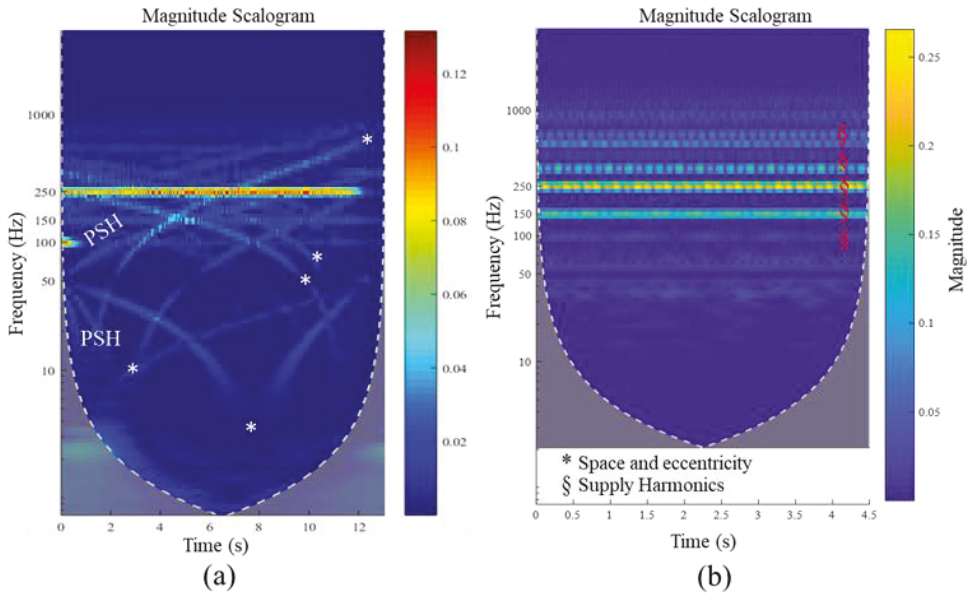 (a)
Magnitude Scalogram
Frequency (Hz)
1000
250
150
100
50
10
PSH
PSH
*
*
*
*
*
0 2 4 6 8 10 12
Time (s)
0.12
0.10
0.08
0.06
0.04
0.02
(a)
(b)
Magnitude Scalogram
Frequency (Hz)
1000
250
150
100
50
10
* Space and eccentricity
§ Supply Harmonics
0 0.5 1 1.5 2 2.5 3 3.5 4 4.5
Time (s)
0.25
0.2
0.15
0.1
0.05
Magnitude
(b)